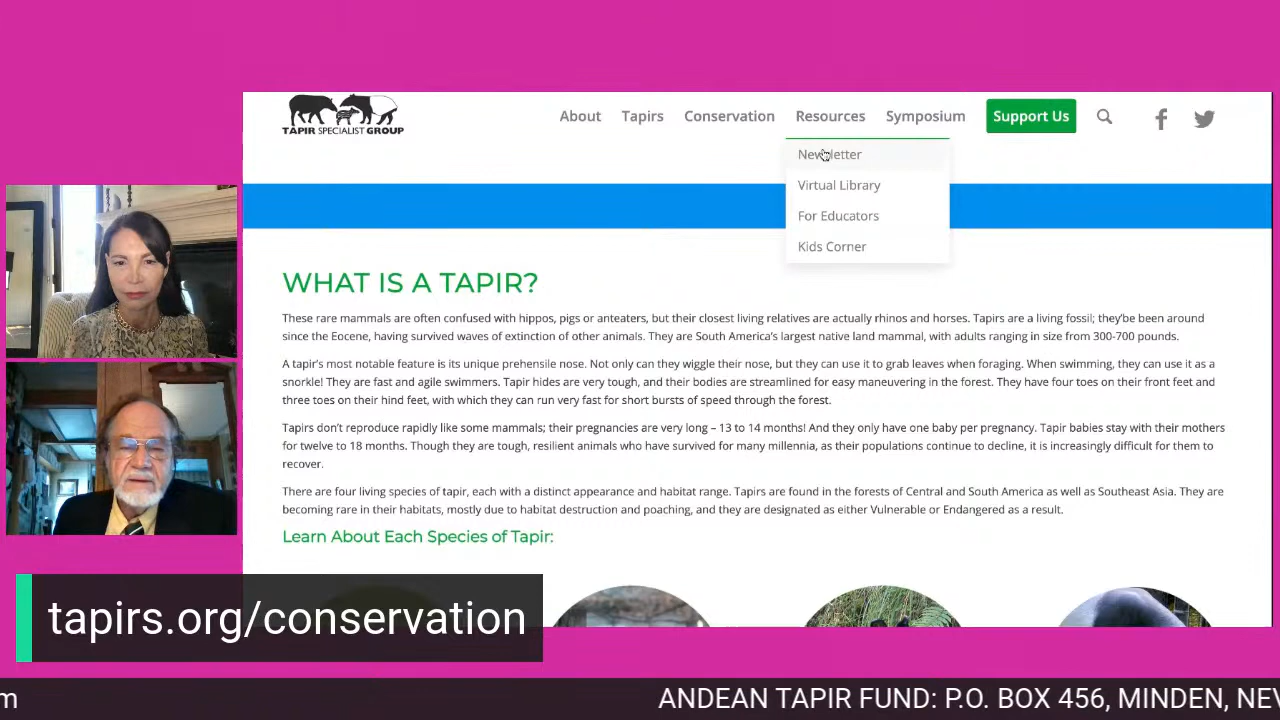 TAPIR SPECIALIST GROUP
About Tapirs Conservation Resources Symposium Support Us
Newsletter
Virtual Library
For Educators
Kids Corner
WHAT IS A TAPIR?
These rare mammals are often confused with hippos, pigs or anteaters, but their closest living relatives are actually rhinos and horses. Tapirs are a living fossil; they'be been around
since the Eocene, having survived waves of extinction of other animals. They are South America's largest native land mammal, with adults ranging in size from 300-700 pounds.
A tapir's most notable feature is its unique prehensile nose. Not only can they wiggle their nose, but they can use it to grab leaves when foraging. When swimming, they can use it as a
snorkle! They are fast and agile swimmers. Tapir hides are very tough, and their bodies are streamlined for easy maneuvering in the forest. They have four toes on their front feet and
three toes on their hind feet, with which they can run very fast for short bursts of speed through the forest.
Tapirs don't reproduce rapidly like some mammals; their pregnancies are very long – 13 to 14 months! And they only have one baby per pregnancy. Tapir babies stay with their mothers
for twelve to 18 months. Though they are tough, resilient animals who have survived for many millennia, as their populations continue to decline, it is increasingly difficult for them to
recover.
There are four living species of tapir, each with a distinct appearance and habitat range. Tapirs are found in the forests of Central and South America as well as Southeast Asia. They are
becoming rare in their habitats, mostly due to habitat destruction and poaching, and they are designated as either Vulnerable or Endangered as a result.
Learn About Each Species of Tapir:
tapirs.org/conservation
m ANDEAN TAPIR FUND: P.O. BOX 456, MINDEN, NEV